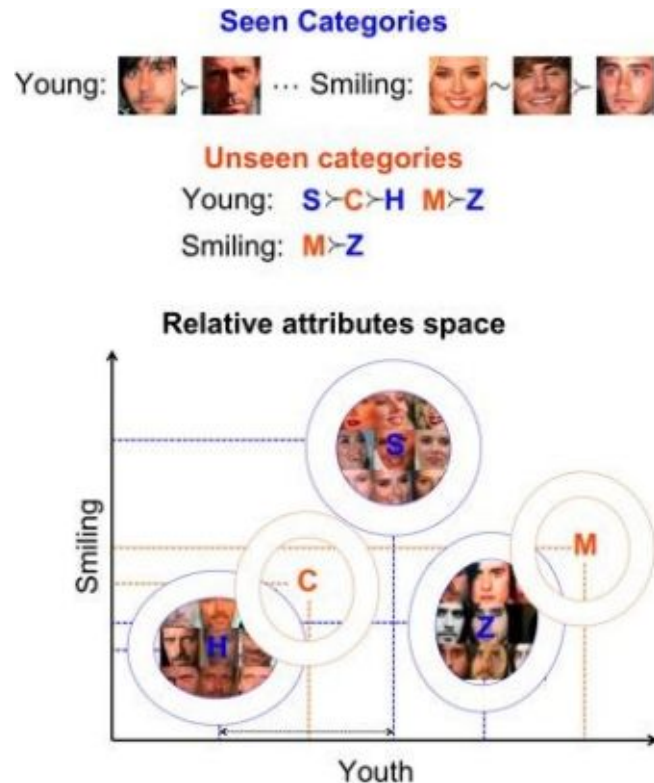 Seen Categories
Young: ≻ ··· Smiling: ~ ≻
Unseen categories
Young: S≻C≻H M≻Z
Smiling: M≻Z
Relative attributes space
S
M
C
Z
H
Smiling
Youth